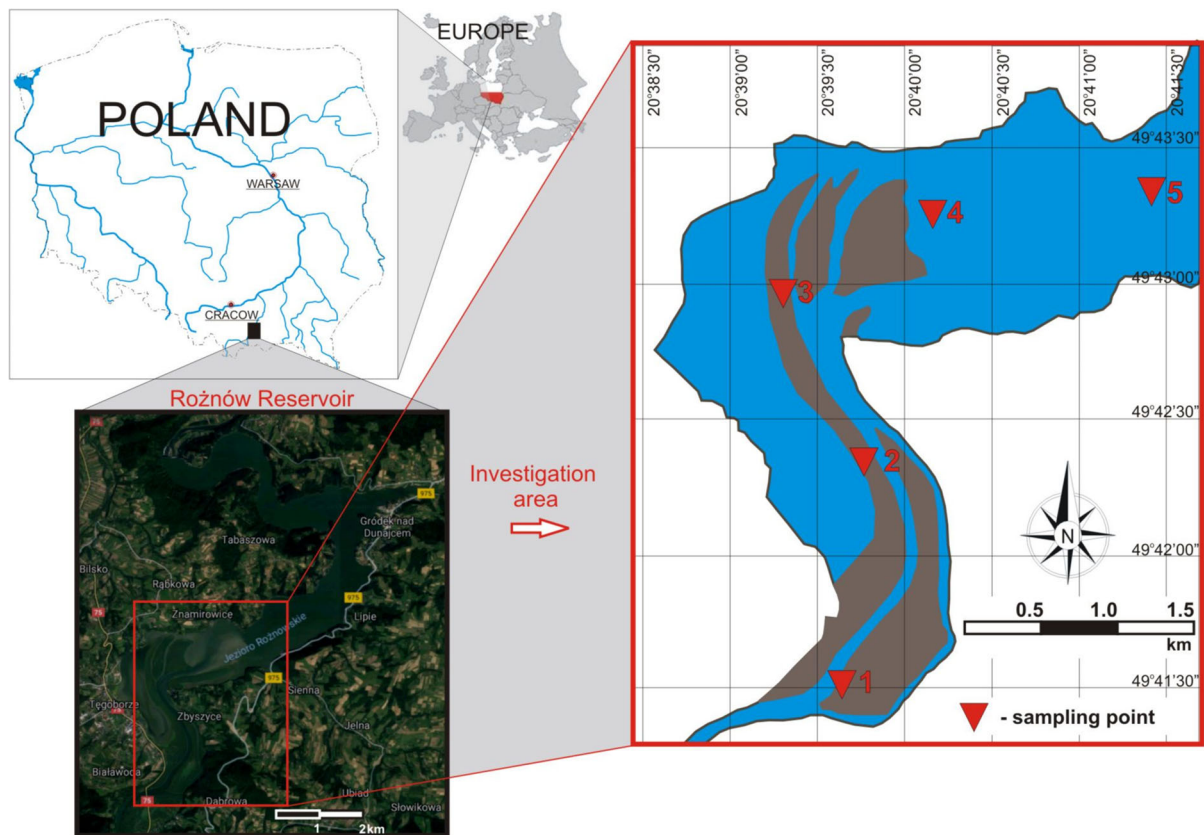 EUROPE
POLAND
WARSAW
CRACOW
Rożnów Reservoir
75
975
Gródek nad
Dunajcem
Tabaszowa
Bilsko
Rąbkowa
975
75
Znamirowice
Lipie
Jezioro Rożnowskie
975
Sienna
Tęgoborze
Zbyszyce
Jelna
Białawoda
75
Dąbrowa
Ubiad
Słowikowa
1
2km
Investigation
area
20°38'30"
20°39'00"
20°39'30"
20°40'00"
20°40'30"
20°41'00"
20°41'30"
49°43'30"
5
4
49°43'00"
3
49°42'30"
2
N
49°42'00"
0.5
1.0
1.5
km
1
49°41'30"
- sampling point